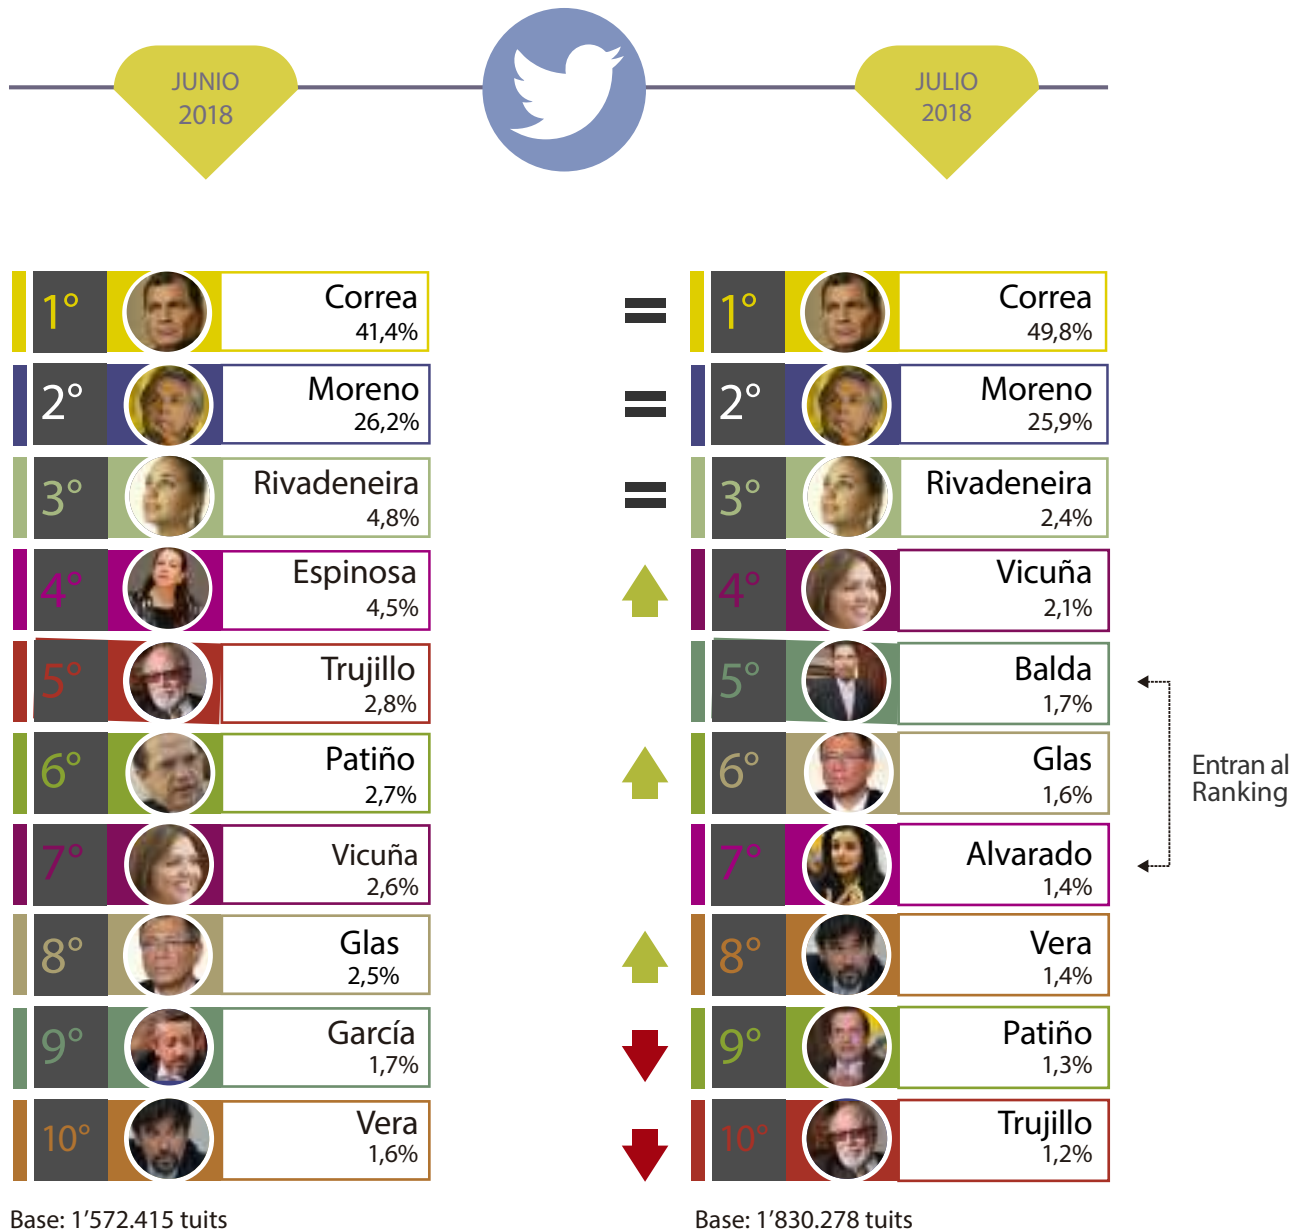 JUNIO
2018
JULIO
2018
1°
Correa
41,4%
2°
Moreno
26,2%
3°
Rivadeneira
4,8%
4°
Espinosa
4,5%
5°
Trujillo
2,8%
6°
Patiño
2,7%
7°
Vicuña
2,6%
8°
Glas
2,5%
9°
García
1,7%
10°
Vera
1,6%
Base: 1’572.415 tuits
=
1°
Correa
49,8%
=
2°
Moreno
25,9%
=
3°
Rivadeneira
2,4%
4°
Vicuña
2,1%
5°
Balda
1,7%
6°
Glas
1,6%
7°
Alvarado
1,4%
8°
Vera
1,4%
9°
Patiño
1,3%
10°
Trujillo
1,2%
Entran al
Ranking
Base: 1’830.278 tuits